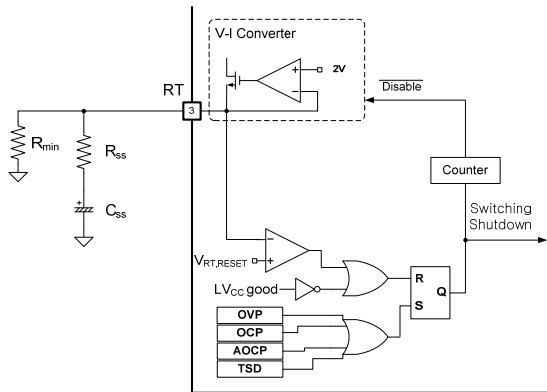 V-I Converter
2V
RT
3
Disable
Rmin
Rss
Css
Counter
Switching
Shutdown
VRT,RESET
LVCC good
R
S
Q
OVP
OCP
AOCP
TSD
+
−
−
+
+